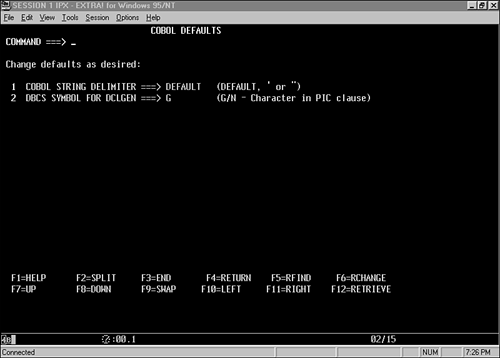 SESSION 1 IPX - EXTRA! for Windows 95/NT
File Edit View Tools Session Options Help
COBOL DEFAULTS
COMMAND ===> _
Change defaults as desired:
1 COBOL STRING DELIMITER ===> DEFAULT (DEFAULT, ' or ")
2 DBCS SYMBOL FOR DCLGEN ===> G (G/N - Character in PIC clause)
F1=HELP F2=SPLIT F3=END F4=RETURN F5=RFIND F6=RCHANGE
F7=UP F8=DOWN F9=SWAP F10=LEFT F11=RIGHT F12=RETRIEVE
:00.1 02/15
Connected NUM 7:26 PM